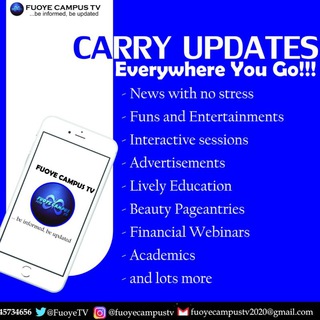 FUOYE CAMPUS TV
...be informed, be updated
CARRY UPDATES
Everywhere You Go!!!
- News with no stress
- Funs and Entertainments
- Interactive sessions
- Advertisements
- Lively Education
- Beauty Pageantries
- Financial Webinars
- Academics
- and lots more
FUOYE CAMPUS TV
... be informed, be updated
45734656 @FuoyeTV @fuoyecampustv fuoyecampustv2020@gmail.com